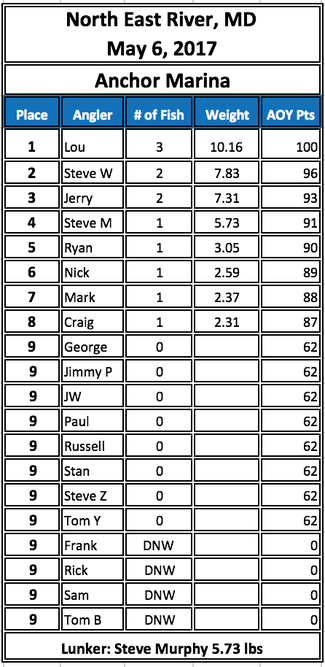 North East River, MD
May 6, 2017
Anchor Marina
Place Angler # of Fish Weight AOY Pts
1 Lou 3 10.16 100
2 Steve W 2 7.83 96
3 Jerry 2 7.31 93
4 Steve M 1 5.73 91
5 Ryan 1 3.05 90
6 Nick 1 2.59 89
7 Mark 1 2.37 88
8 Craig 1 2.31 87
9 George 0 62
9 Jimmy P 0 62
9 JW 0 62
9 Paul 0 62
9 Russell 0 62
9 Stan 0 62
9 Steve Z 0 62
9 Tom Y 0 62
9 Frank DNW 0
9 Rick DNW 0
9 Sam DNW 0
9 Tom B DNW 0
Lunker: Steve Murphy 5.73 lbs